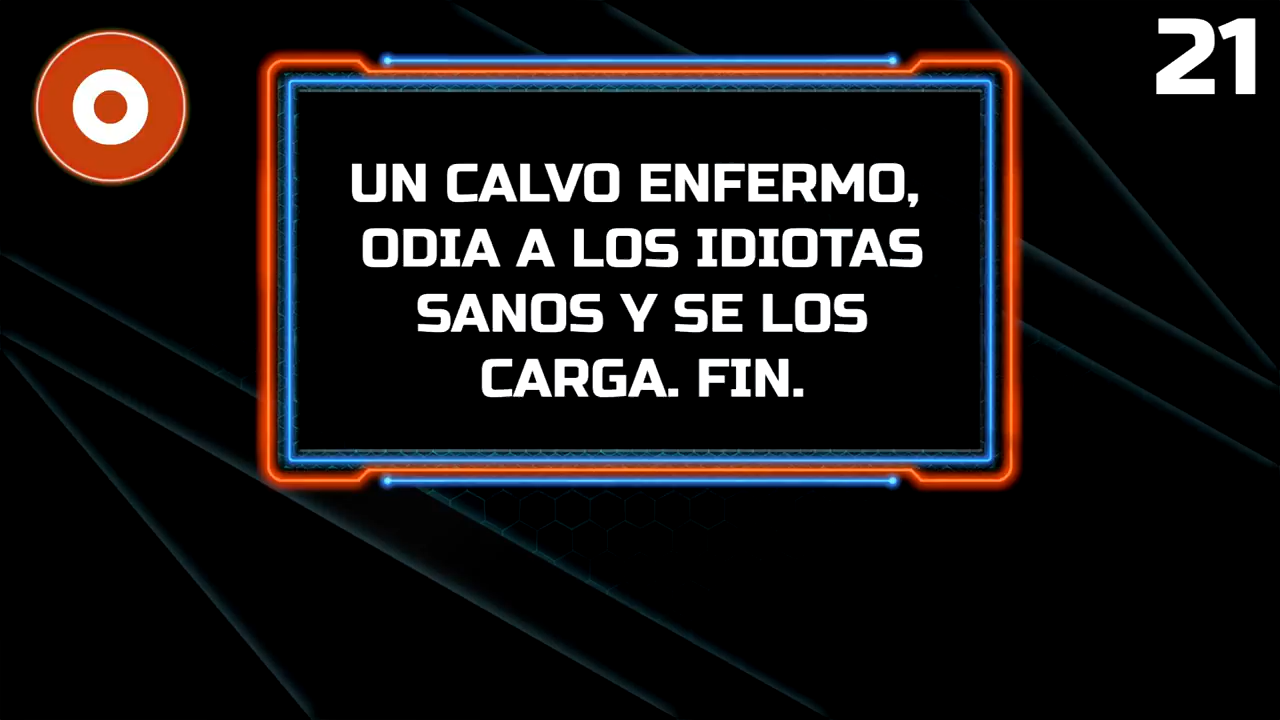 21
UN CALVO ENFERMO,
ODIA A LOS IDIOTAS
SANOS Y SE LOS
CARGA. FIN.